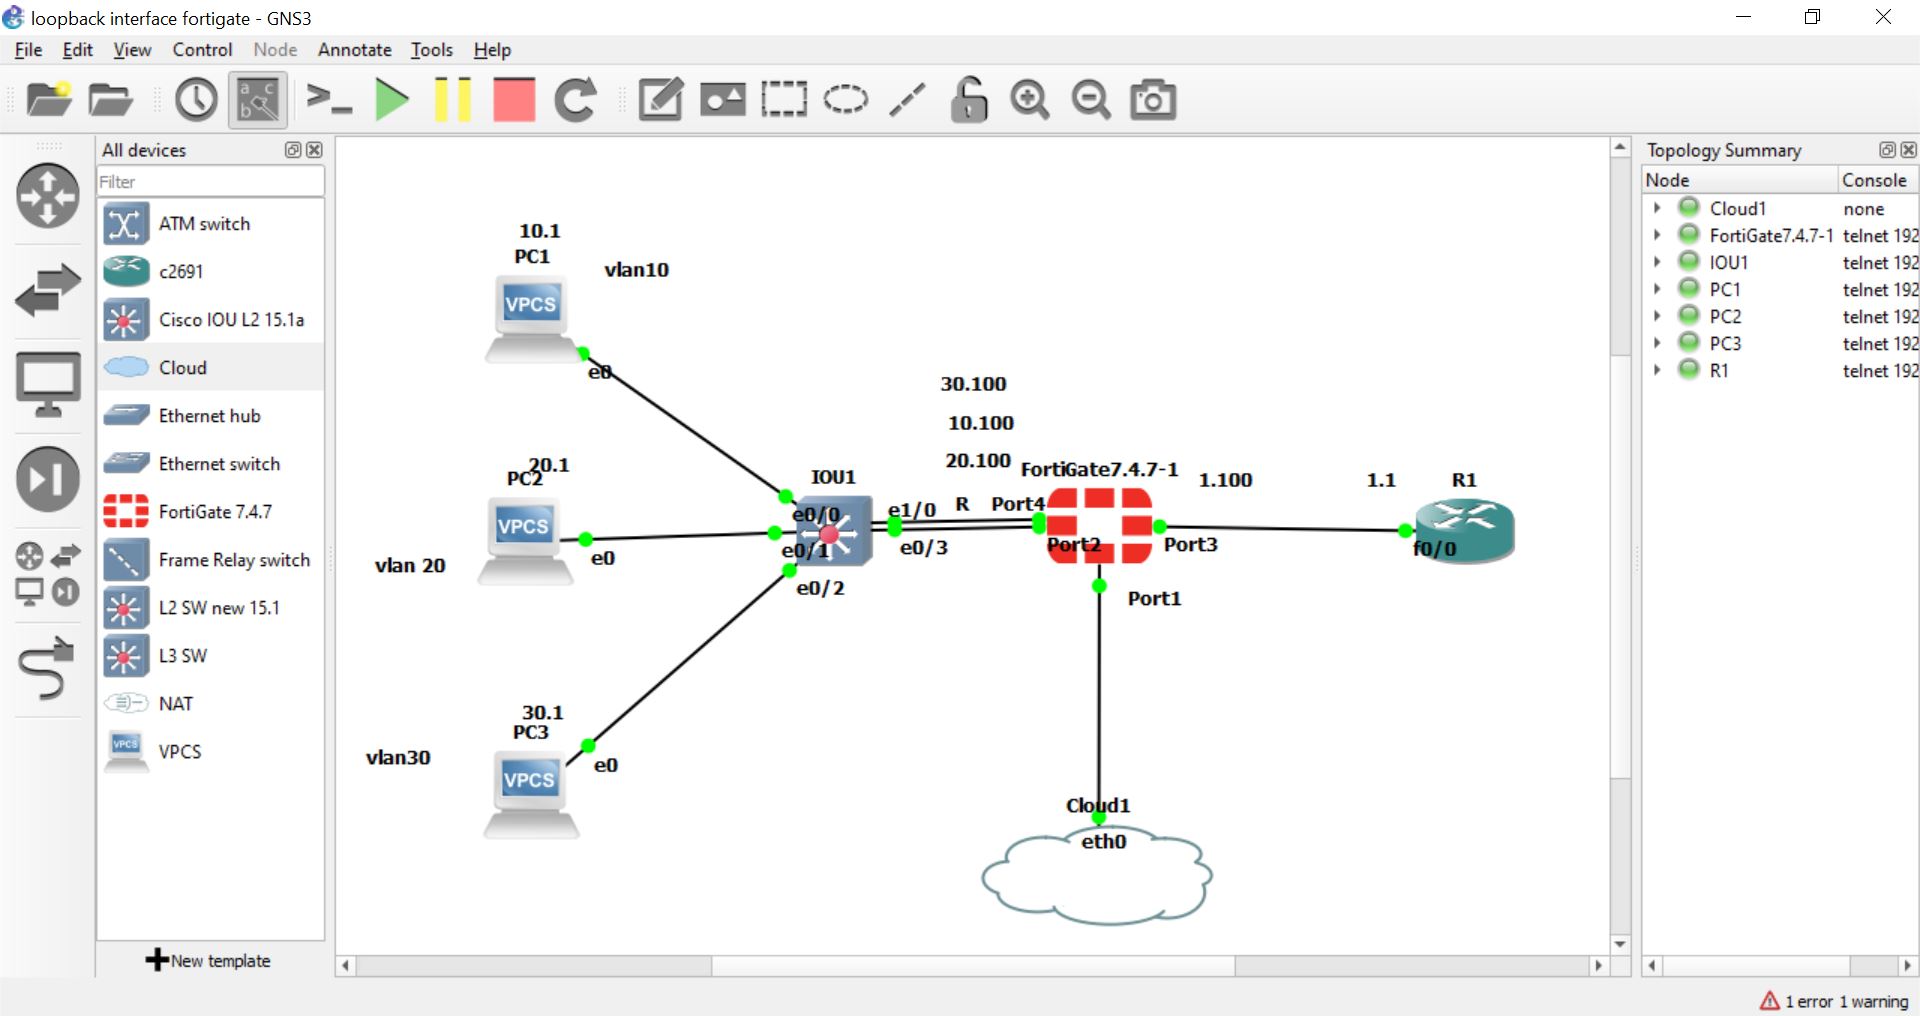 loopback interface fortigate - GNS3
File Edit View Control Node Annotate Tools Help
All devices
Filter
ATM switch
c2691
Cisco IOU L2 15.1a
Cloud
Ethernet hub
Ethernet switch
FortiGate 7.4.7
Frame Relay switch
L2 SW new 15.1
L3 SW
NAT
VPCS
VPCS
New template
10.1
PC1
vlan10
VPCS
e0
20.1
PC2
VPCS
vlan 20
e0
30.1
PC3
VPCS
vlan30
e0
IOU1
e0/0
e0/1
e0/2
e1/0
e0/3
R
30.100
10.100
20.100
FortiGate7.4.7-1
Port4
Port2
Port3
Port1
1.100
1.1
R1
f0/0
Cloud1
eth0
Topology Summary
Node Console
Cloud1 none
FortiGate7.4.7-1 telnet 192
IOU1 telnet 192
PC1 telnet 192
PC2 telnet 192
PC3 telnet 192
R1 telnet 192
1 error 1 warning